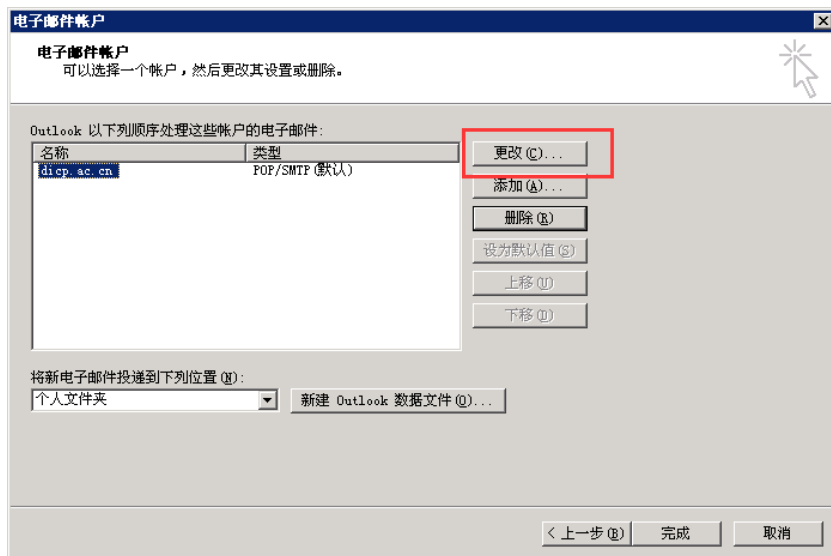 电子邮件帐户
电子邮件帐户
可以选择一个帐户，然后更改其设置或删除。
Outlook 以下列顺序处理这些帐户的电子邮件:
名称 类型
dicp.ac.cn POP/SMTP(默认)
更改(C)...
添加(A)...
删除(R)
设为默认值(S)
上移(U)
下移(D)
将新电子邮件投递到下列位置(N):
个人文件夹 新建 Outlook 数据文件(O)...
< 上一步(B) 完成 取消